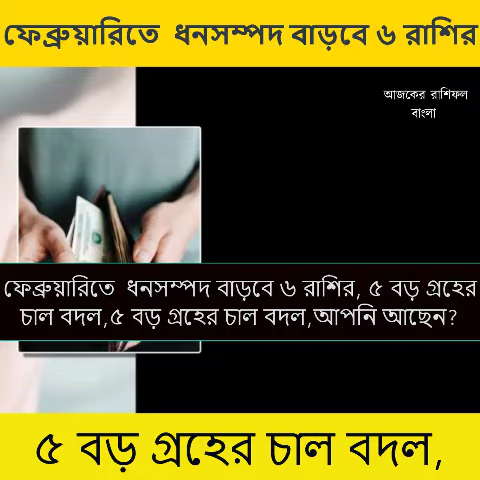 ফেব্রুয়ারিতে ধনসম্পদ বাড়বে ৬ রাশির
আজকের রাশিফল
বাংলা
ফেব্রুয়ারিতে ধনসম্পদ বাড়বে ৬ রাশির, ৫ বড় গ্রহের
চাল বদল,৫ বড় গ্রহের চাল বদল,আপনি আছেন?
৫ বড় গ্রহের চাল বদল,